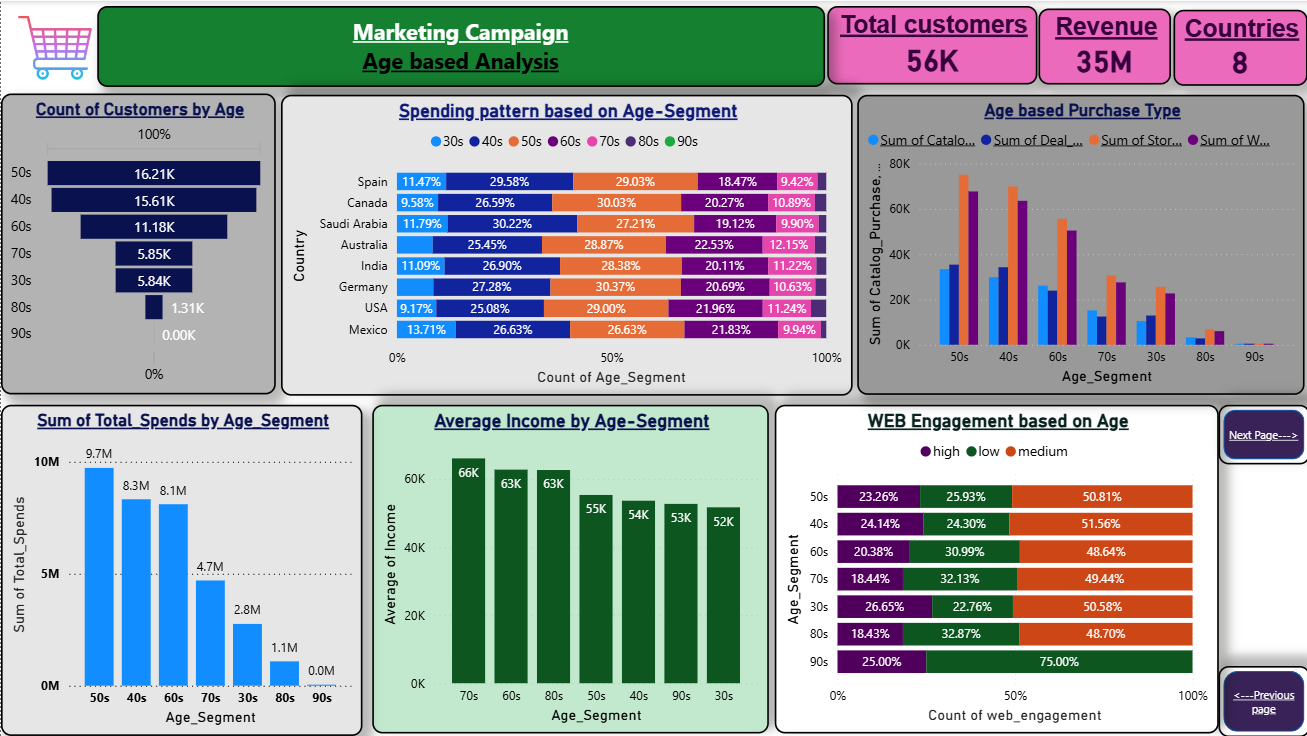 Marketing Campaign
Age based Analysis
Total customers
56K
Revenue
35M
Countries
8
Count of Customers by Age
100%
50s 16.21K
40s 15.61K
60s 11.18K
70s 5.85K
30s 5.84K
80s 1.31K
90s 0.00K
0%
Spending pattern based on Age-Segment
30s 40s 50s 60s 70s 80s 90s
Country
Spain 11.47% 29.58% 29.03% 18.47% 9.42%
Canada 9.58% 26.59% 30.03% 20.27% 10.89%
Saudi Arabia 11.79% 30.22% 27.21% 19.12% 9.90%
Australia 25.45% 28.87% 22.53% 12.15%
India 11.09% 26.90% 28.38% 20.11% 11.22%
Germany 27.28% 30.37% 20.69% 10.63%
USA 9.17% 25.08% 29.00% 21.96% 11.24%
Mexico 13.71% 26.63% 26.63% 21.83% 9.94%
0% 50% 100%
Count of Age_Segment
Age based Purchase Type
Sum of Catalo... Sum of Deal_... Sum of Stor... Sum of W...
Sum of Catalog_Purchase, ...
80K
60K
40K
20K
0K
50s 40s 60s 70s 30s 80s 90s
Age_Segment
Sum of Total_Spends by Age_Segment
Sum of Total_Spends
10M
5M
0M
9.7M 8.3M 8.1M 4.7M 2.8M 1.1M 0.0M
50s 40s 60s 70s 30s 80s 90s
Age_Segment
Average Income by Age-Segment
Average of Income
60K
40K
20K
0K
66K 63K 63K 55K 54K 53K 52K
70s 60s 80s 50s 40s 90s 30s
Age_Segment
WEB Engagement based on Age
high low medium
Age_Segment
50s 23.26% 25.93% 50.81%
40s 24.14% 24.30% 51.56%
60s 20.38% 30.99% 48.64%
70s 18.44% 32.13% 49.44%
30s 26.65% 22.76% 50.58%
80s 18.43% 32.87% 48.70%
90s 25.00% 75.00%
0% 50% 100%
Count of web_engagement
Next Page--->
<---Previous
page